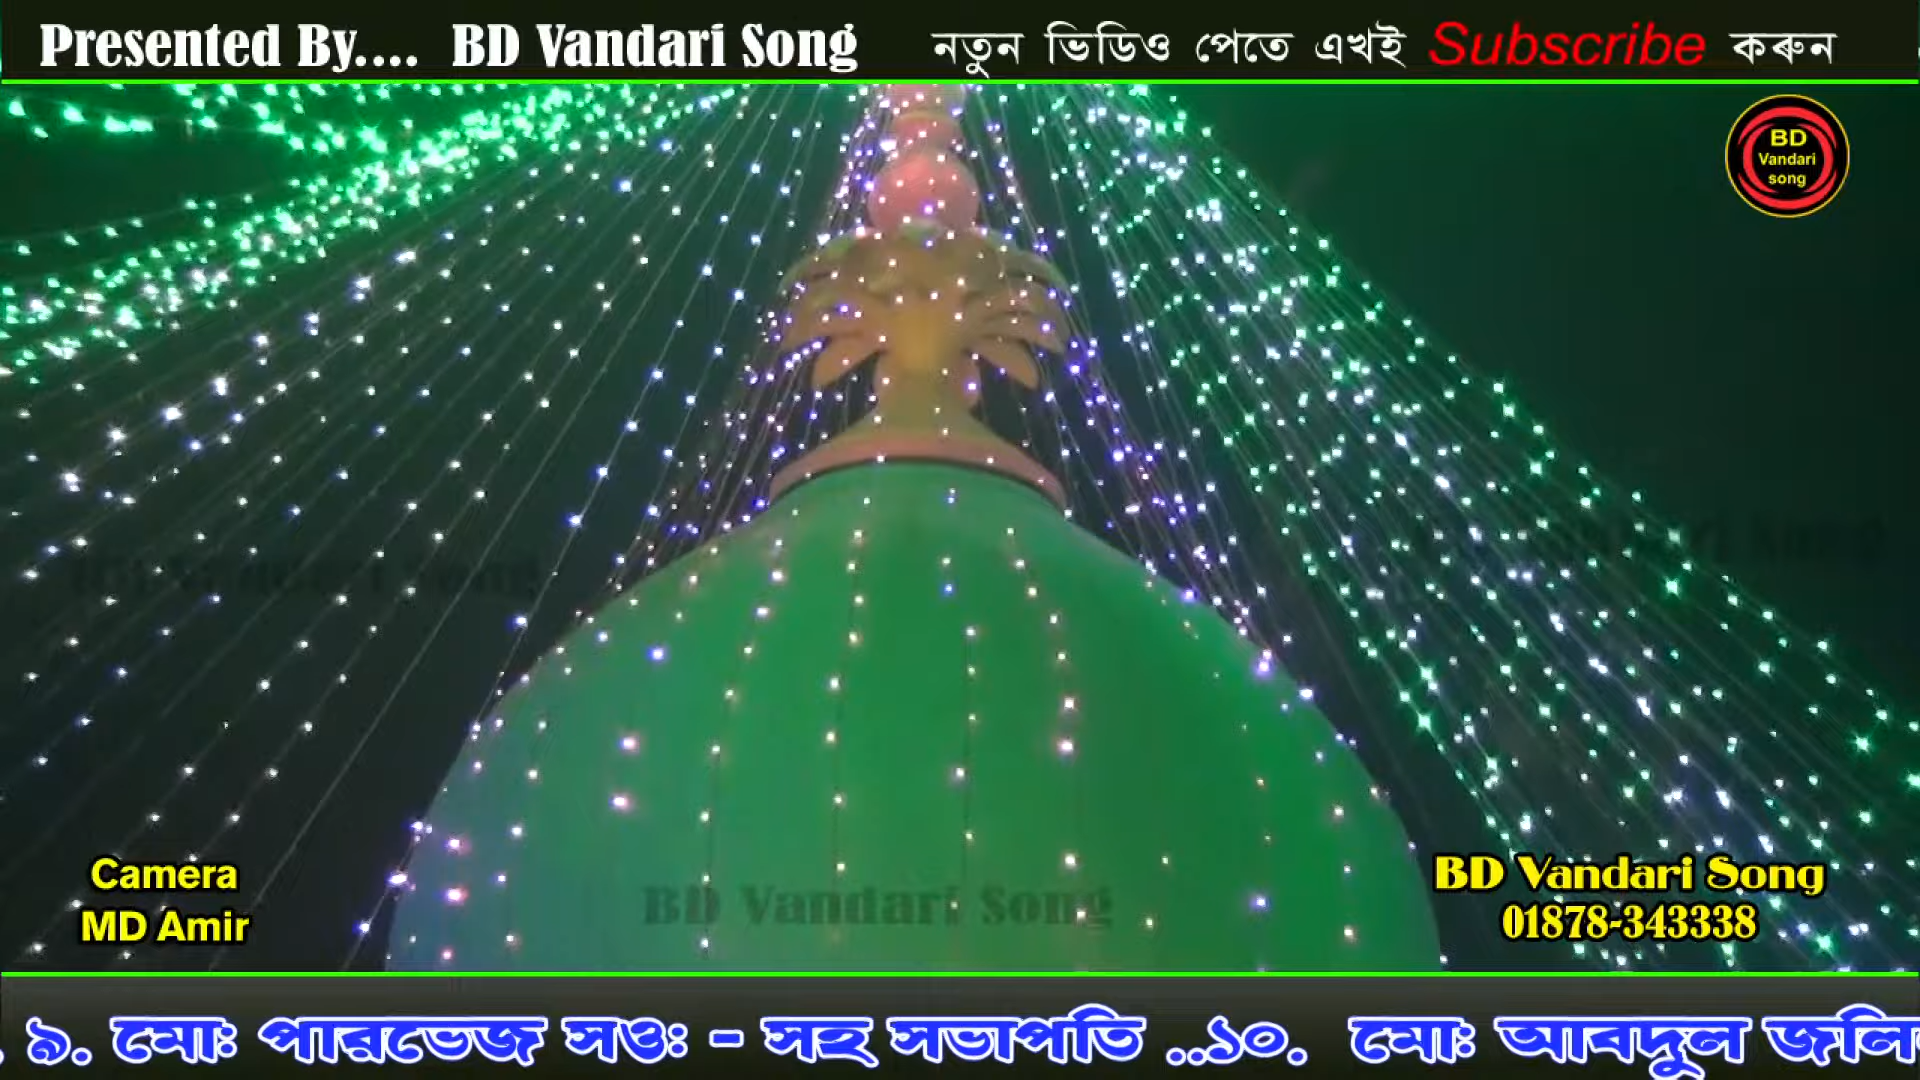 Presented By.... BD Vandari Song নতুন ভিডিও পেতে এখই Subscribe করুন
BD
Vandari
song
Camera
MD Amir
BD Vandari Song
BD Vandari Song
01878-343338
৯. মোঃ পারভেজ সওঃ - সহ সভাপতি ..১০. মোঃ আবদুল